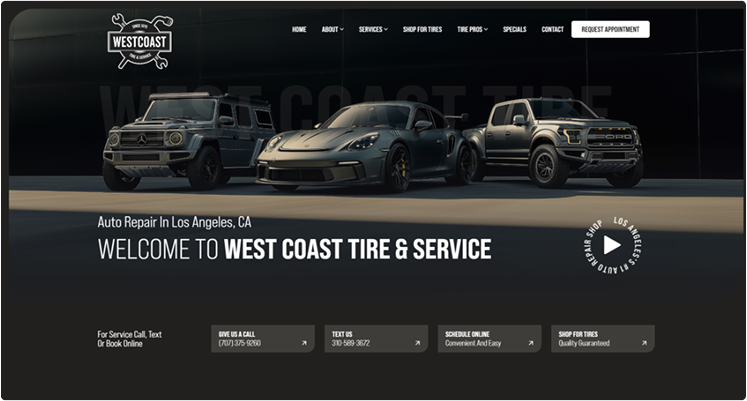 SINCE 1970
WESTCOAST
TIRE & SERVICE
HOME ABOUT SERVICES SHOP FOR TIRES TIRE PROS SPECIALS CONTACT REQUEST APPOINTMENT
WEST COAST TIRE
FORD
Auto Repair In Los Angeles, CA
WELCOME TO WEST COAST TIRE & SERVICE
LOS ANGELES'S #1 AUTO REPAIR SHOP
For Service Call, Text
Or Book Online
GIVE US A CALL
(707) 375-9260
TEXT US
310-589-3672
SCHEDULE ONLINE
Convenient And Easy
SHOP FOR TIRES
Quality Guaranteed